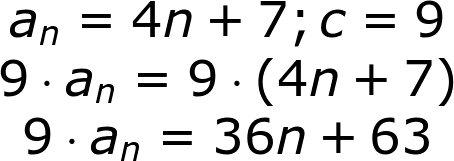 aₙ = 4n + 7; c = 9
9 · aₙ = 9 · (4n + 7)
9 · aₙ = 36n + 63